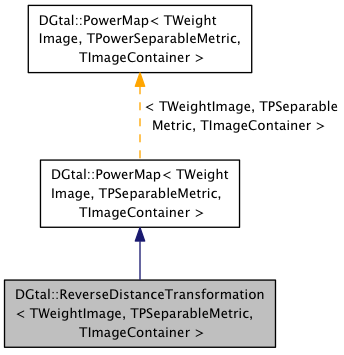 DGtal::PowerMap< TWeight
Image, TPowerSeparableMetric,
TImageContainer >
< TWeightImage, TPSeparable
Metric, TImageContainer >
DGtal::PowerMap< TWeight
Image, TPSeparableMetric,
TImageContainer >
DGtal::ReverseDistanceTransformation
< TWeightImage, TPSeparableMetric,
TImageContainer >